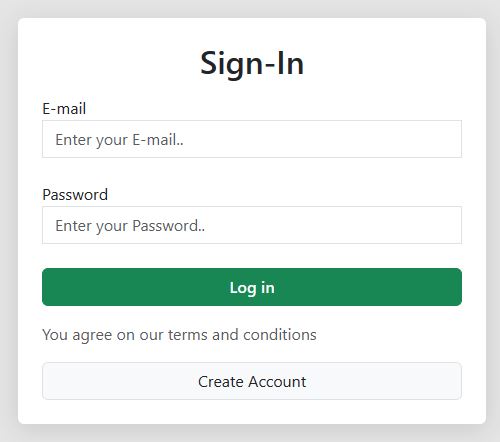 Sign-In
E-mail
Enter your E-mail..
Password
Enter your Password..
Log in
You agree on our terms and conditions
Create Account